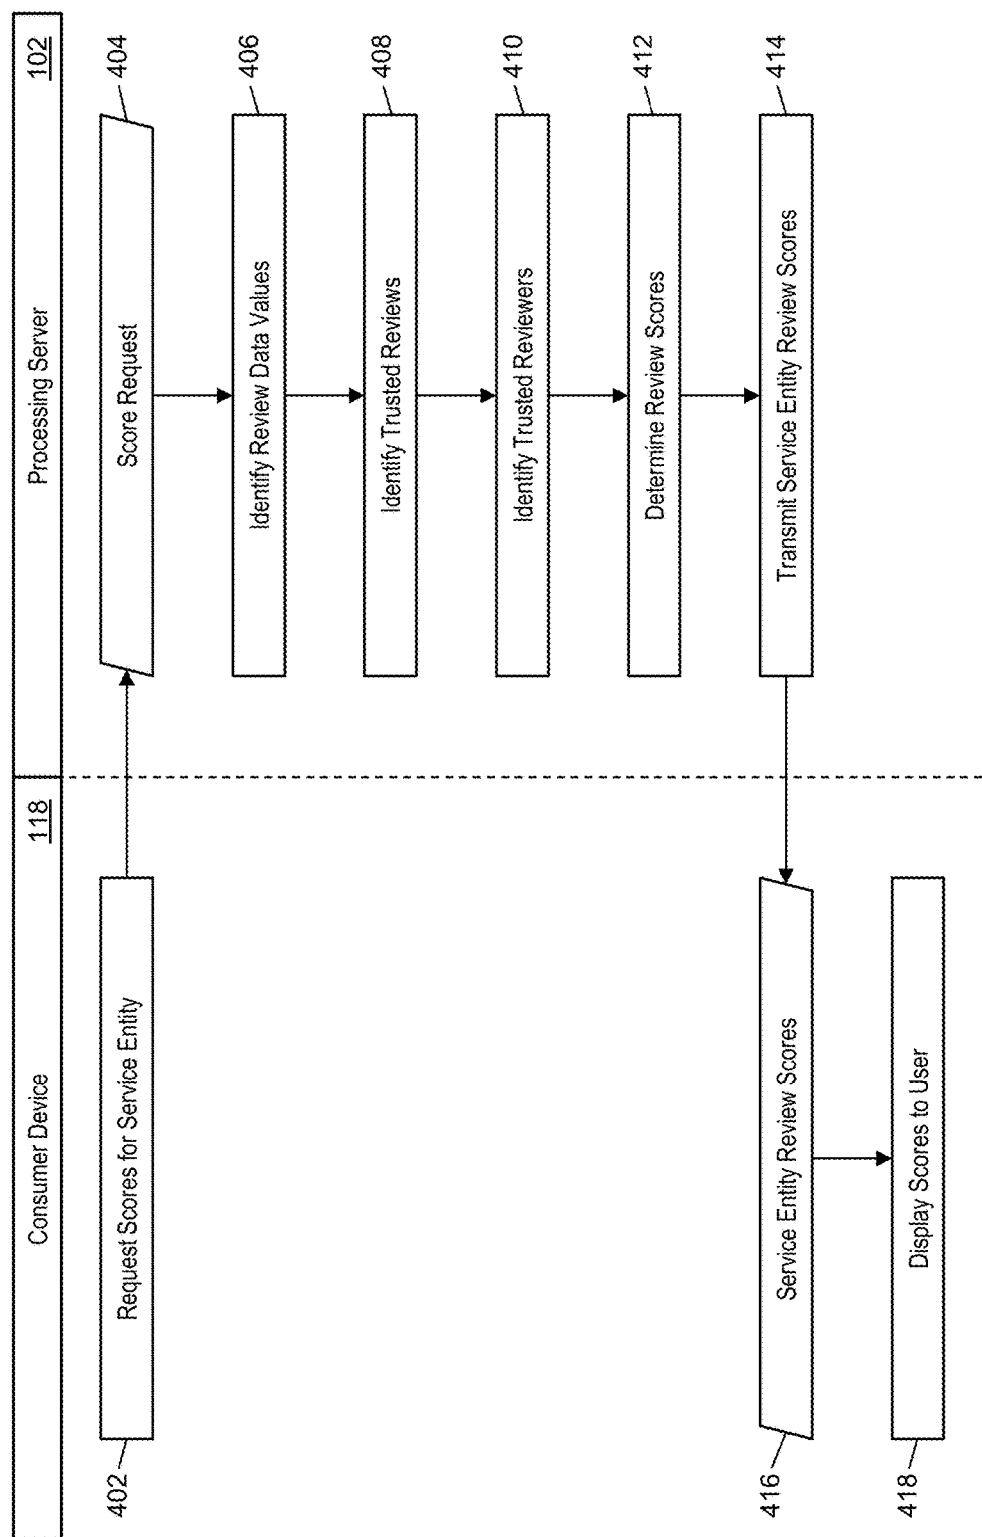 Consumer Device 118
Processing Server 102
402
Request Scores for Service Entity
Score Request
404
Identify Review Data Values
406
Identify Trusted Reviews
408
Identify Trusted Reviewers
410
Determine Review Scores
412
Transmit Service Entity Review Scores
414
416
Service Entity Review Scores
418
Display Scores to User